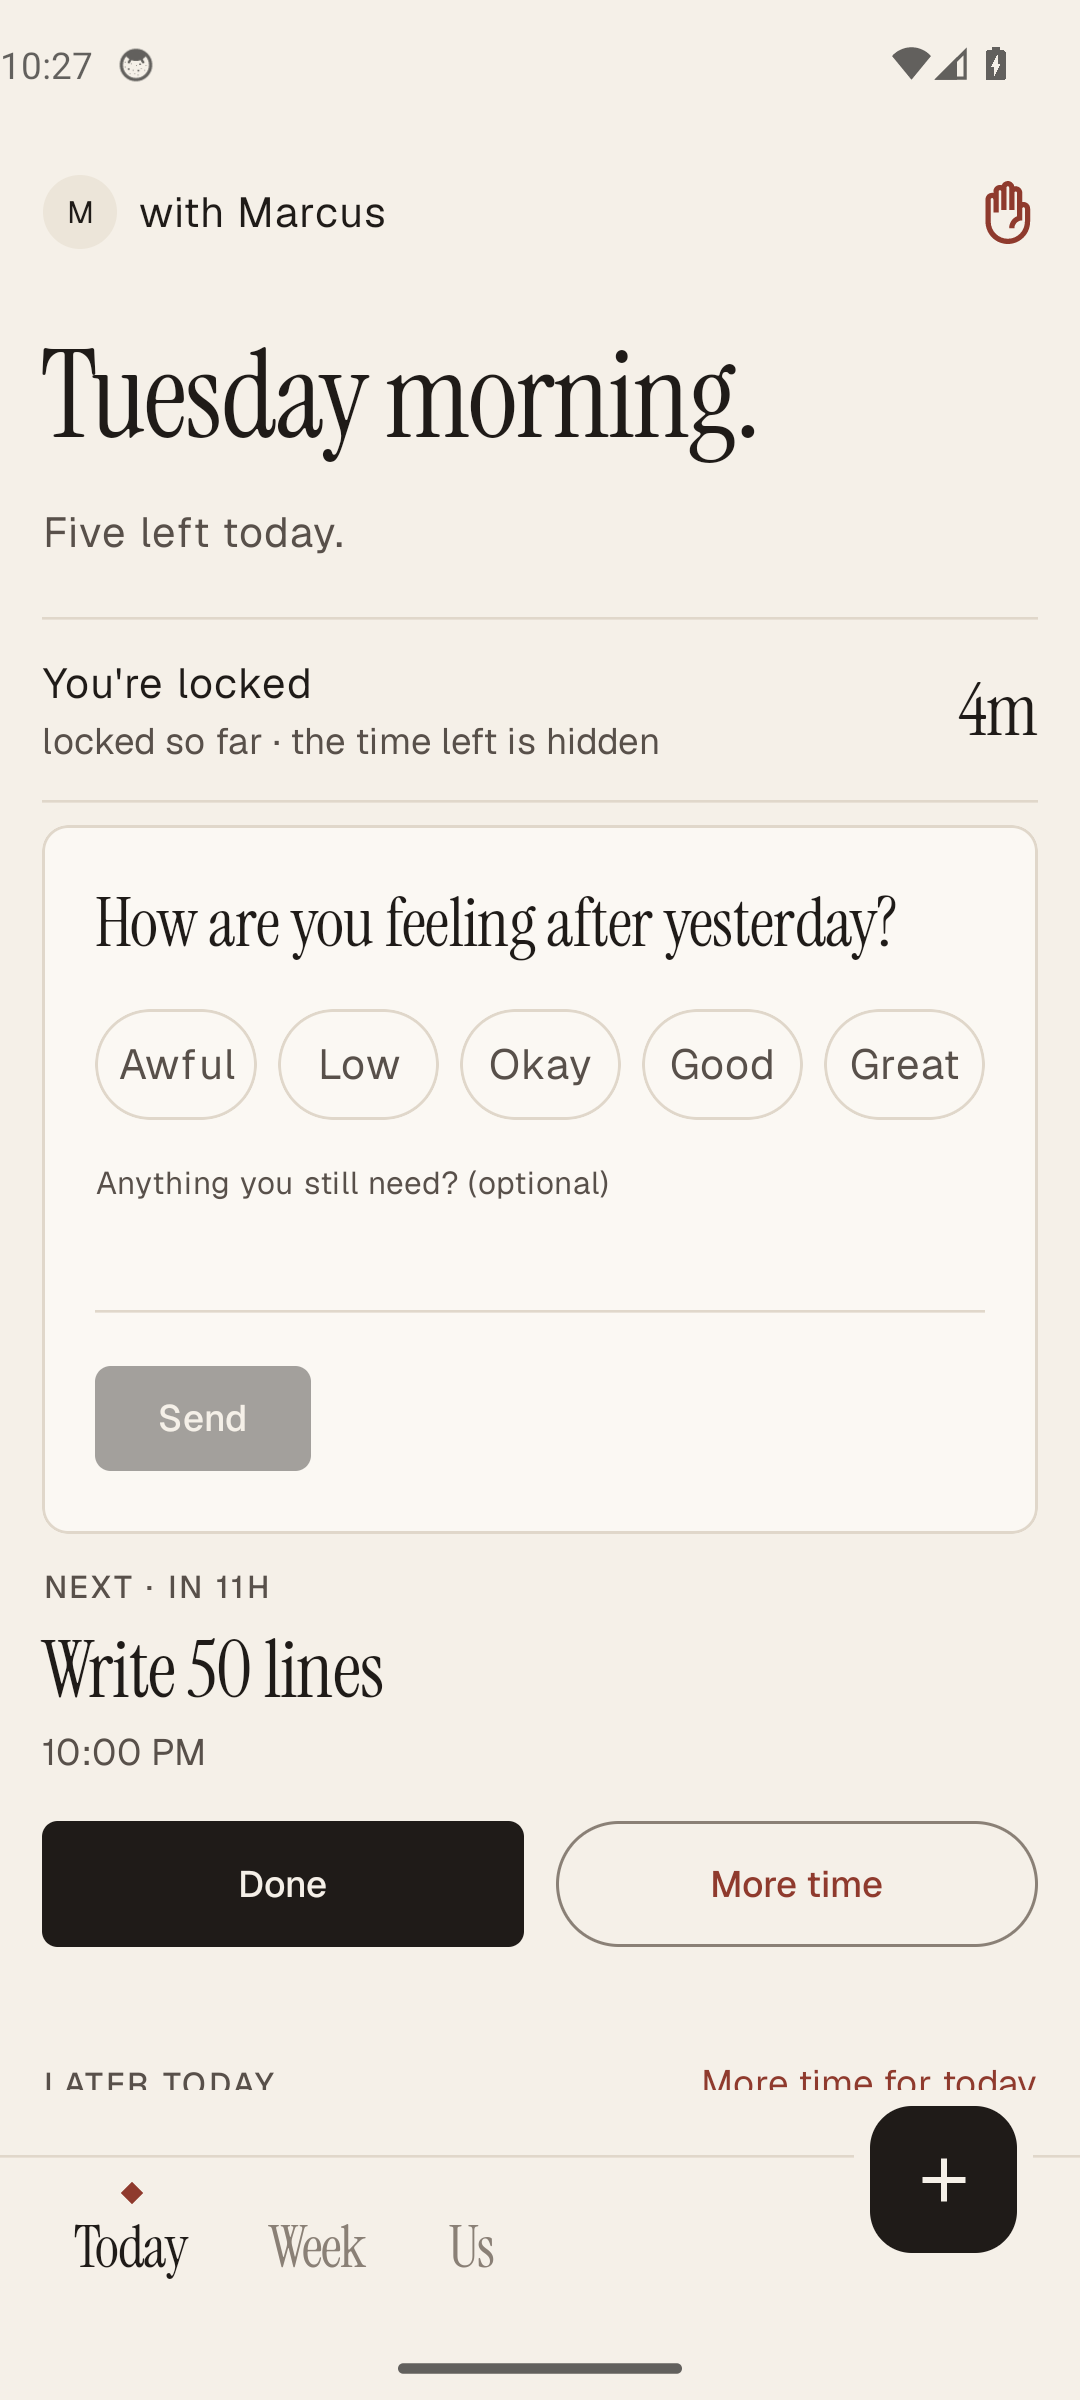 10:27
M with Marcus
Tuesday morning.
Five left today.
You're locked
locked so far · the time left is hidden
4m
How are you feeling after yesterday?
Awful Low Okay Good Great
Anything you still need? (optional)
Send
NEXT · IN 11H
Write 50 lines
10:00 PM
Done More time
LATER TODAY More time for today
Today Week Us